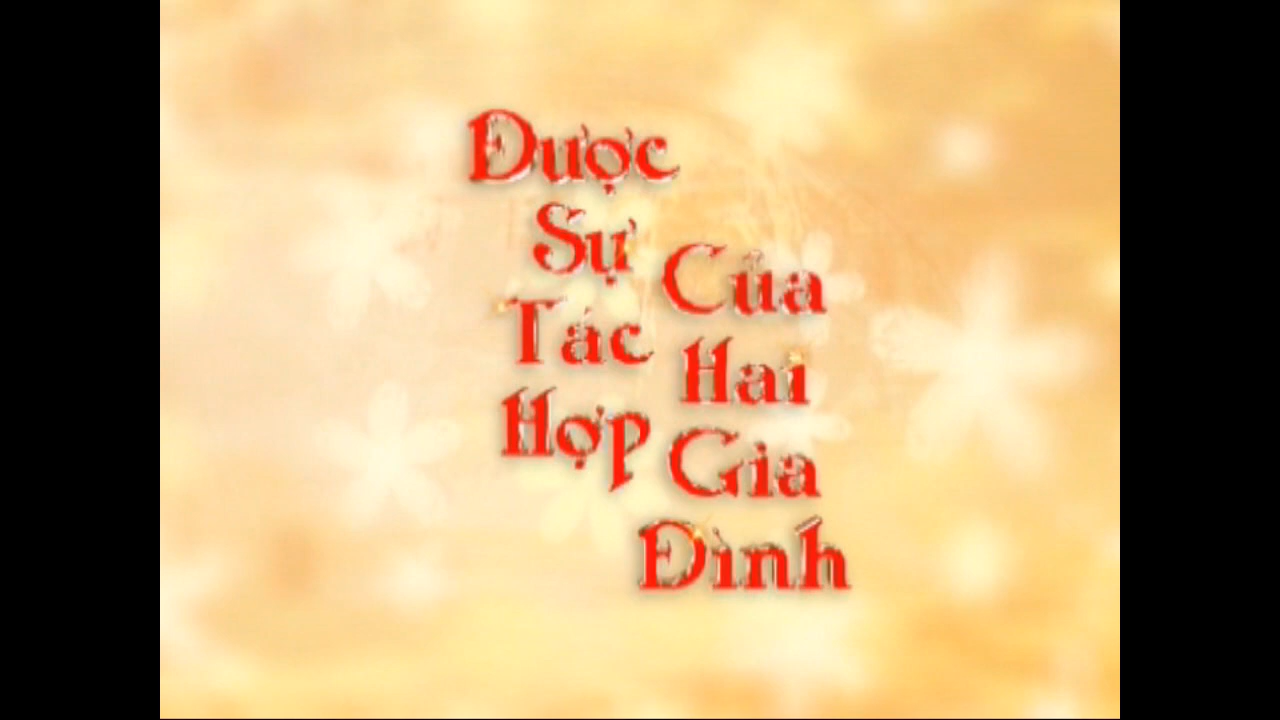 Được
Sự
Tác
Hợp
Của
Hai
Gia
Đình